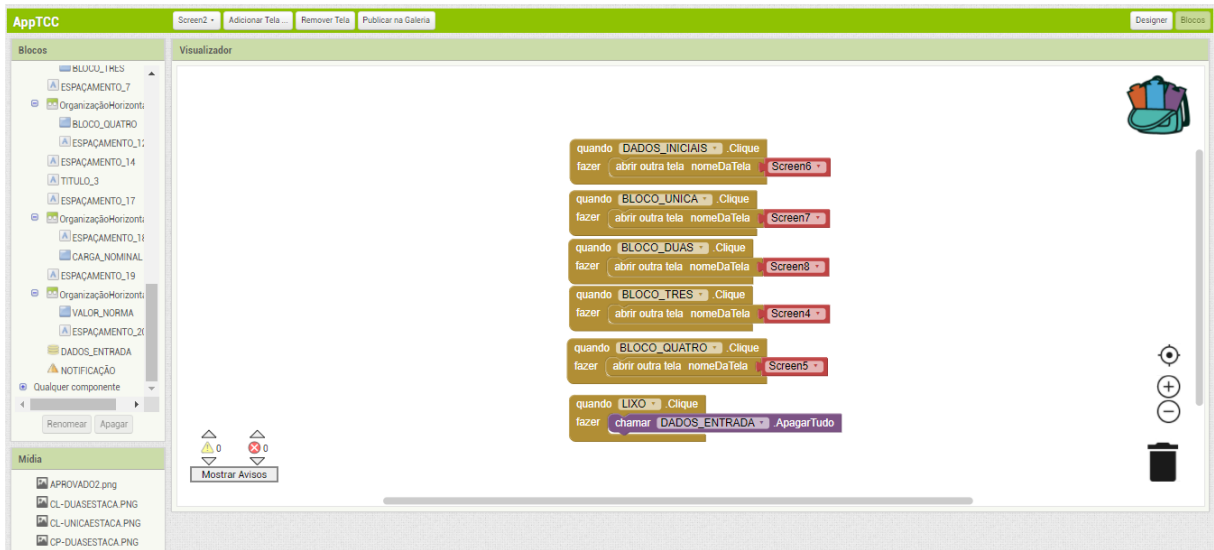 AppTCC
Screen2 Adicionar Tela ... Remover Tela Publicar na Galeria
Designer Blocos
Blocos
BLOCO_TRES
ESPAÇAMENTO_7
OrganizaçãoHorizonta
BLOCO_QUATRO
ESPAÇAMENTO_12
ESPAÇAMENTO_14
TITULO_3
ESPAÇAMENTO_17
OrganizaçãoHorizonta
ESPAÇAMENTO_18
CARGA_NOMINAL
ESPAÇAMENTO_19
OrganizaçãoHorizonta
VALOR_NORMA
ESPAÇAMENTO_20
DADOS_ENTRADA
NOTIFICAÇÃO
Qualquer componente
Renomear Apagar
Mídia
APROVADO2.png
CL-DUASESTACA.PNG
CL-UNICAESTACA.PNG
CP-DUASESTACA.PNG
Visualizador
quando DADOS_INICIAIS .Clique
fazer abrir outra tela nomeDaTela Screen6
quando BLOCO_UNICA .Clique
fazer abrir outra tela nomeDaTela Screen7
quando BLOCO_DUAS .Clique
fazer abrir outra tela nomeDaTela Screen8
quando BLOCO_TRES .Clique
fazer abrir outra tela nomeDaTela Screen4
quando BLOCO_QUATRO .Clique
fazer abrir outra tela nomeDaTela Screen5
quando LIXO .Clique
fazer chamar DADOS_ENTRADA .ApagarTudo
0 0
Mostrar Avisos